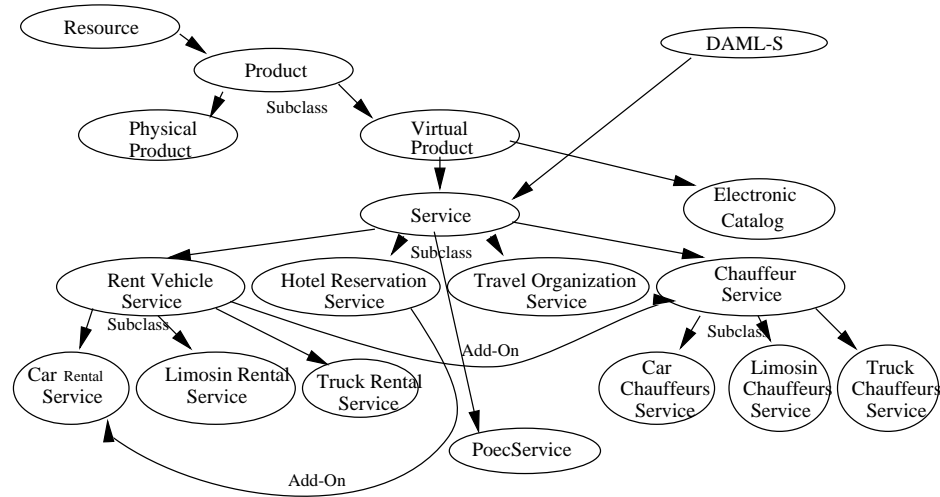 Resource
DAML-S
Product
Subclass
Physical
Product
Virtual
Product
Electronic
Catalog
Service
Subclass
Rent Vehicle
Service
Hotel Reservation
Service
Travel Organization
Service
Chauffeur
Service
Subclass
Subclass
Add-On
Car Rental
Service
Limosin Rental
Service
Truck Rental
Service
Car
Chauffeurs
Service
Limosin
Chauffeurs
Service
Truck
Chauffeurs
Service
PoecService
Add-On